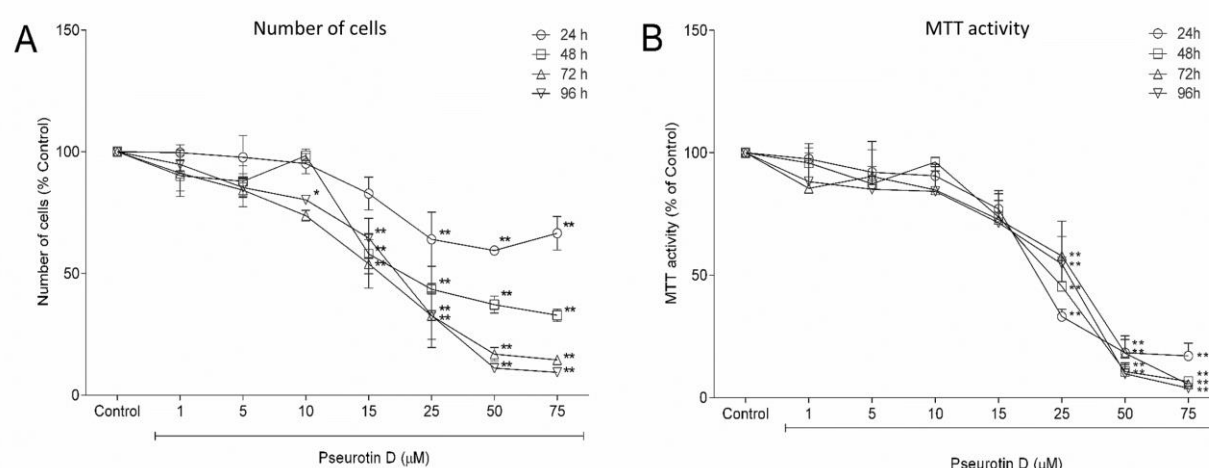 A
Number of cells
24 h
48 h
72 h
96 h
150
100
50
0
Number of cells (% Control)
*
**
**
**
**
**
**
**
**
**
**
**
**
**
**
Control 1 5 10 15 25 50 75
Pseurotin D (μM)
B
MTT activity
24h
48h
72h
96h
150
100
50
0
MTT activity (% of Control)
**
**
**
**
**
**
**
**
**
**
**
**
Control 1 5 10 15 25 50 75
Pseurotin D (μM)